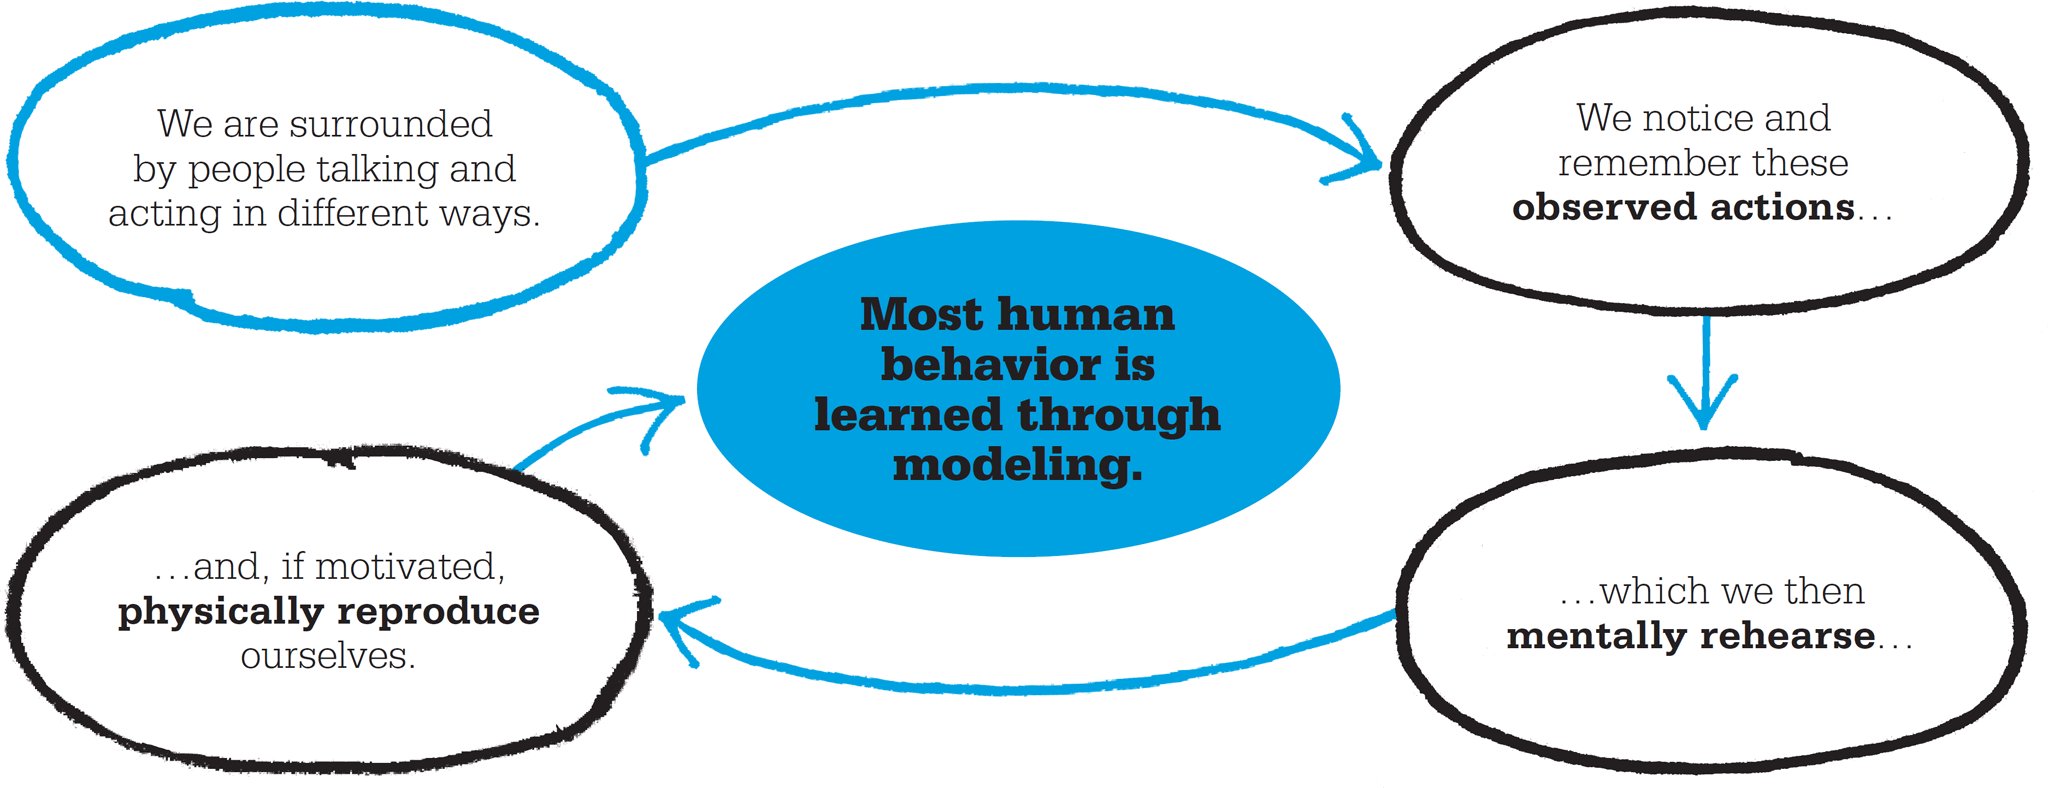 We are surrounded
by people talking and
acting in different ways.
We notice and
remember these
observed actions…
…which we then
mentally rehearse…
…and, if motivated,
physically reproduce
ourselves.
Most human
behavior is
learned through
modeling.